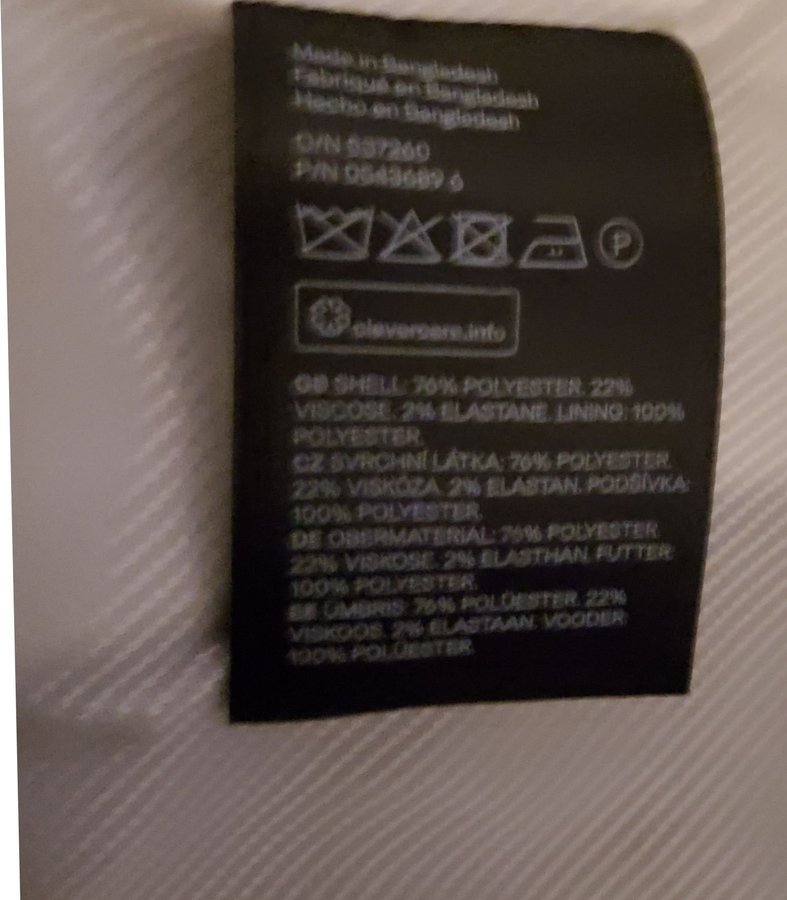 Made in Bangladesh
Fabriqué en Bangladesh
Hecho en Bangladesh
O/N 537260
P/N 0543689 6
P
clevercare.info
GB SHELL: 76% POLYESTER. 22%
VISCOSE. 2% ELASTANE. LINING: 100%
POLYESTER.
CZ SVRCHNÍ LÁTKA: 76% POLYESTER.
22% VISKÓZA. 2% ELASTAN. PODŠÍVKA:
100% POLYESTER.
DE OBERMATERIAL: 76% POLYESTER.
22% VISKOSE. 2% ELASTHAN. FUTTER:
100% POLYESTER.
EE ÜMBRIS: 76% POLÜESTER. 22%
VISKOOS. 2% ELASTAAN. VOODER:
100% POLÜESTER.